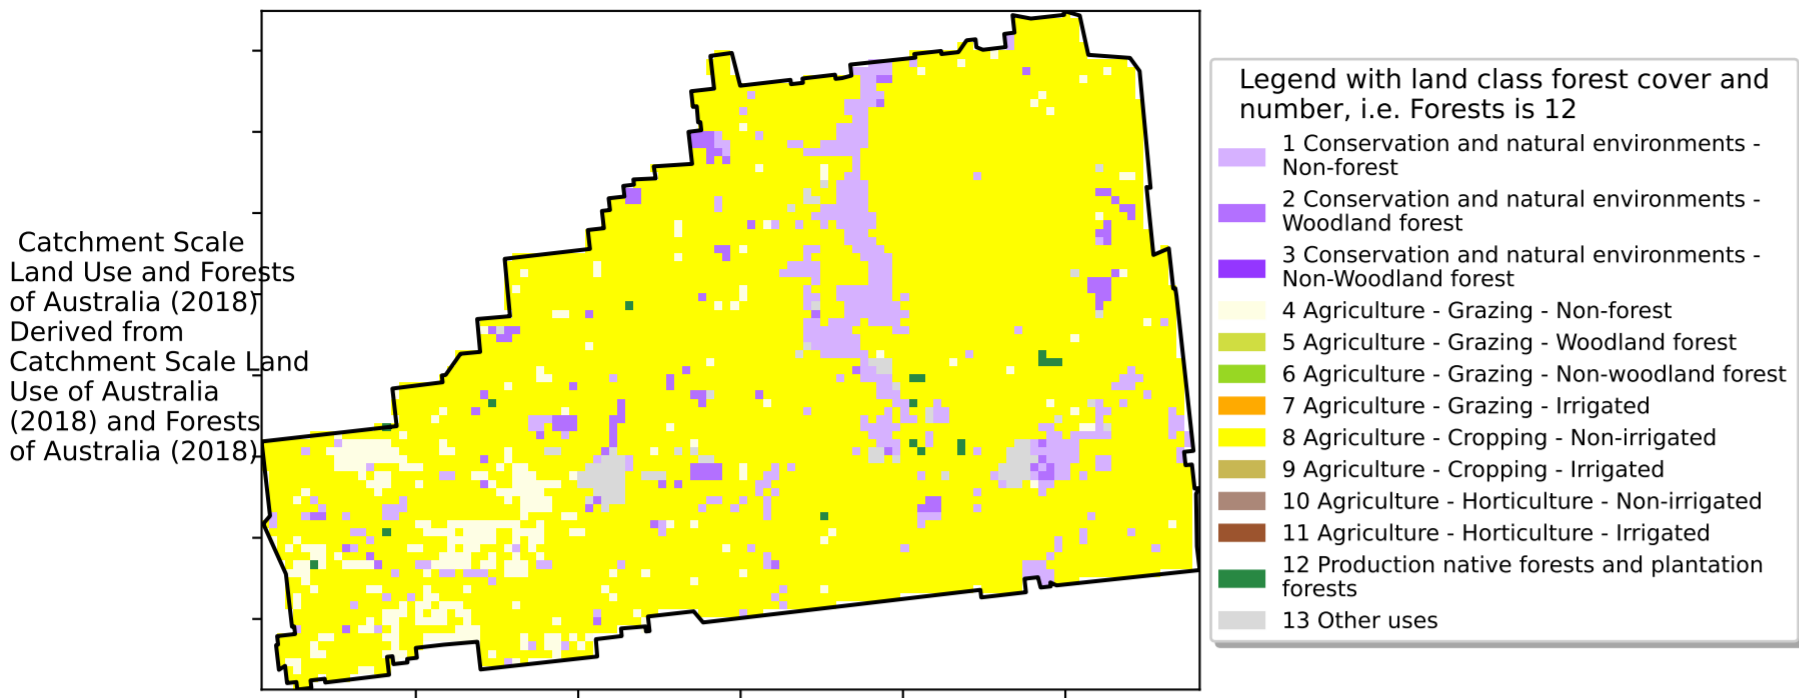 Catchment Scale
Land Use and Forests
of Australia (2018)
Derived from
Catchment Scale Land
Use of Australia
(2018) and Forests
of Australia (2018)
Legend with land class forest cover and
number, i.e. Forests is 12
1 Conservation and natural environments -
Non-forest
2 Conservation and natural environments -
Woodland forest
3 Conservation and natural environments -
Non-Woodland forest
4 Agriculture - Grazing - Non-forest
5 Agriculture - Grazing - Woodland forest
6 Agriculture - Grazing - Non-woodland forest
7 Agriculture - Grazing - Irrigated
8 Agriculture - Cropping - Non-irrigated
9 Agriculture - Cropping - Irrigated
10 Agriculture - Horticulture - Non-irrigated
11 Agriculture - Horticulture - Irrigated
12 Production native forests and plantation
forests
13 Other uses